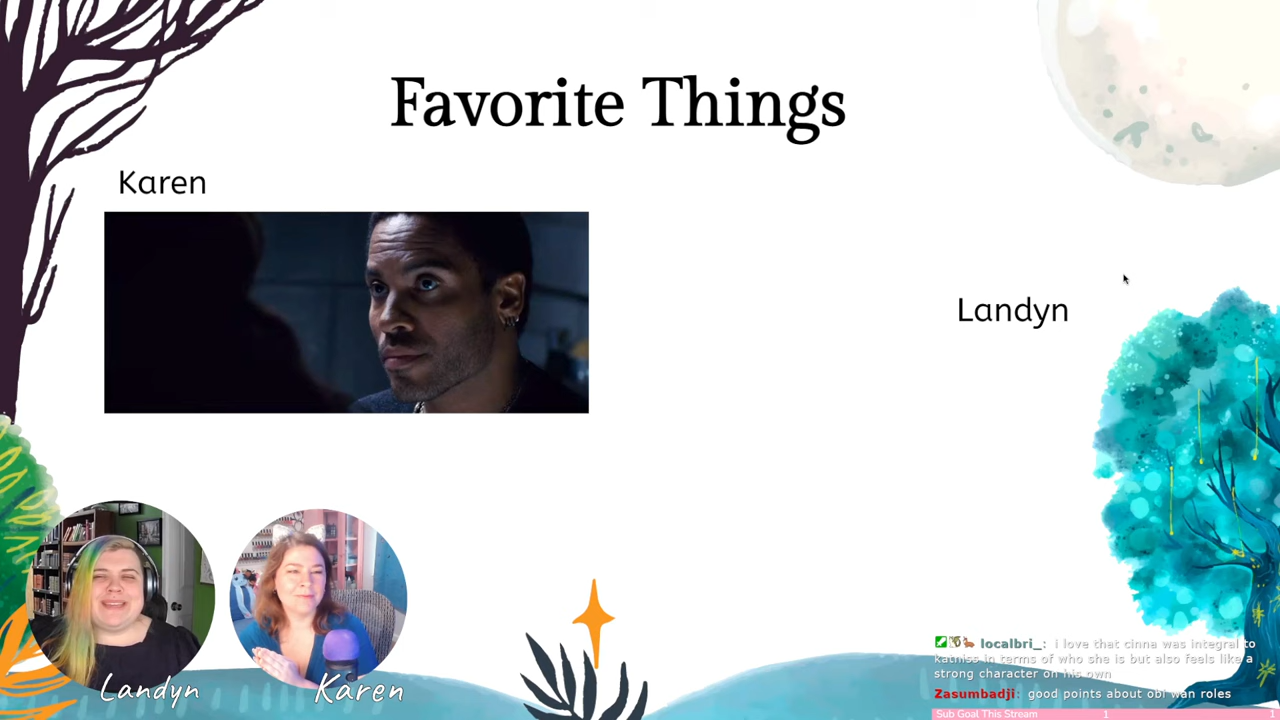 Favorite Things
Karen
Landyn
Landyn
Karen
localbri_: i love that cinna was integral to
katniss in terms of who she is but also feels like a
strong character on his own
Zasumbadji: good points about obi wan roles
Sub Goal This Stream 1 1